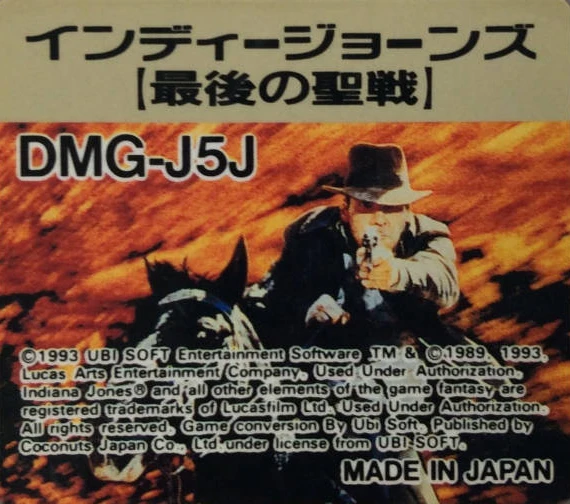 インディージョーンズ
【最後の聖戦】
DMG-J5J
©1993 UBI SOFT Entertainment Software TM & ©1989, 1993,
Lucas Arts Entertainment Company. Used Under Authorization.
Indiana Jones® and all other elements of the game fantasy are
registered trademarks of Lucasfilm Ltd. Used Under Authorization.
All rights reserved. Game conversion By Ubi Soft. Published by
Coconuts Japan Co., Ltd. under license from UBI SOFT.
MADE IN JAPAN